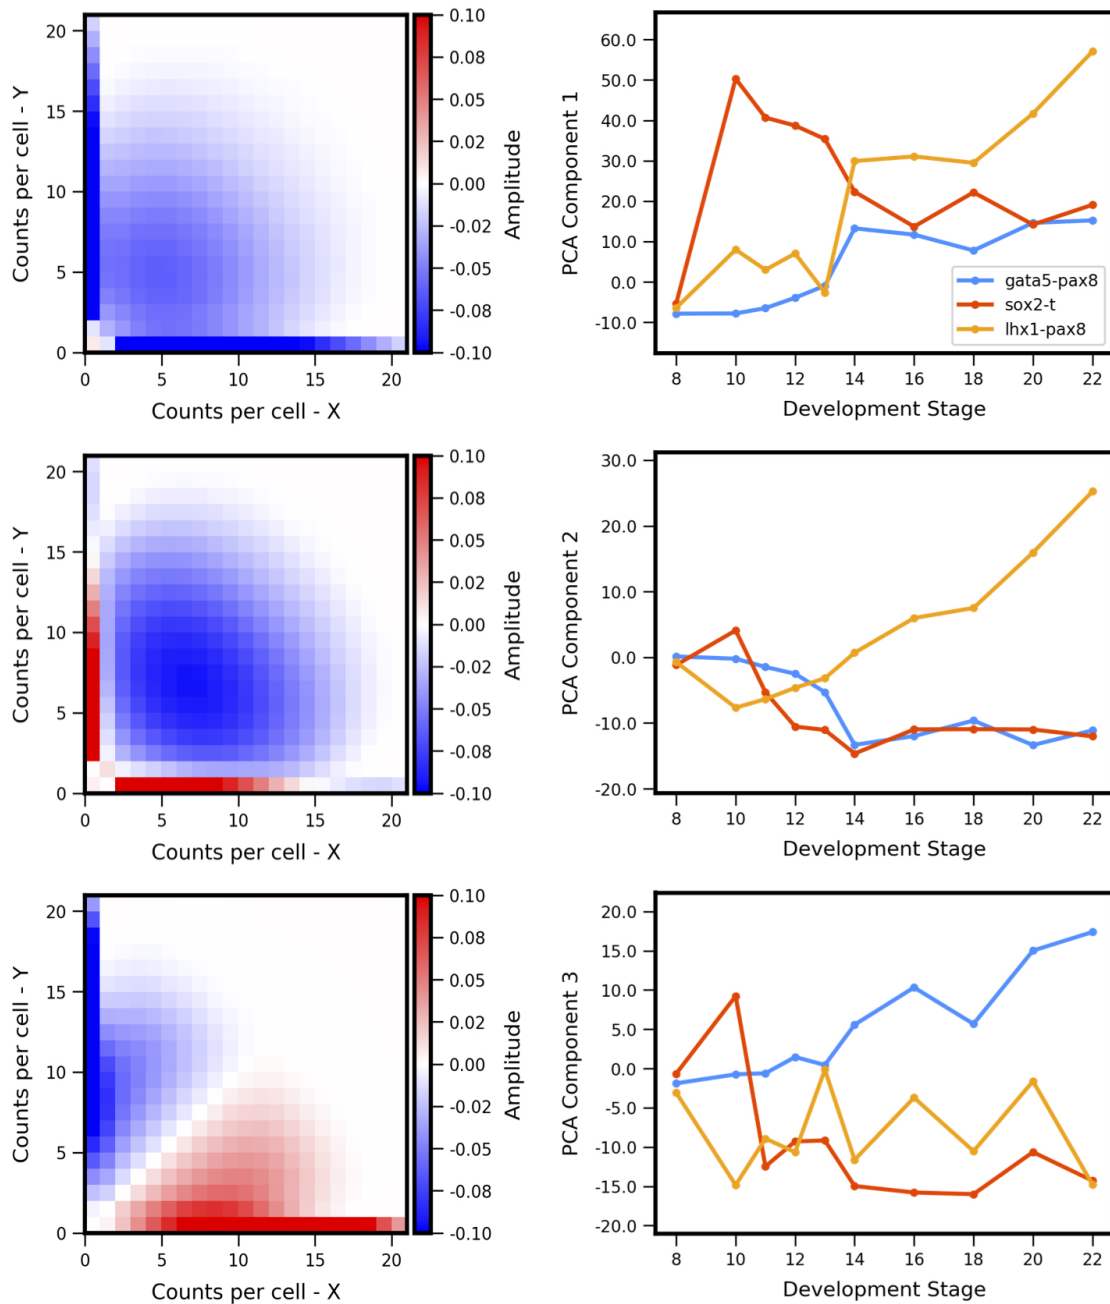 20
15
10
5
0
Counts per cell - Y
0 5 10 15 20
Counts per cell - X
0.10
0.08
0.05
0.02
0.00
-0.02
-0.05
-0.08
-0.10
Amplitude
60.0
50.0
40.0
30.0
20.0
10.0
0.0
-10.0
PCA Component 1
gata5-pax8
sox2-t
lhx1-pax8
8 10 12 14 16 18 20 22
Development Stage
20
15
10
5
0
Counts per cell - Y
0 5 10 15 20
Counts per cell - X
0.10
0.08
0.05
0.02
0.00
-0.02
-0.05
-0.08
-0.10
Amplitude
30.0
20.0
10.0
0.0
-10.0
-20.0
PCA Component 2
8 10 12 14 16 18 20 22
Development Stage
20
15
10
5
0
Counts per cell - Y
0 5 10 15 20
Counts per cell - X
0.10
0.08
0.05
0.02
0.00
-0.02
-0.05
-0.08
-0.10
Amplitude
20.0
15.0
10.0
5.0
0.0
-5.0
-10.0
-15.0
-20.0
PCA Component 3
8 10 12 14 16 18 20 22
Development Stage